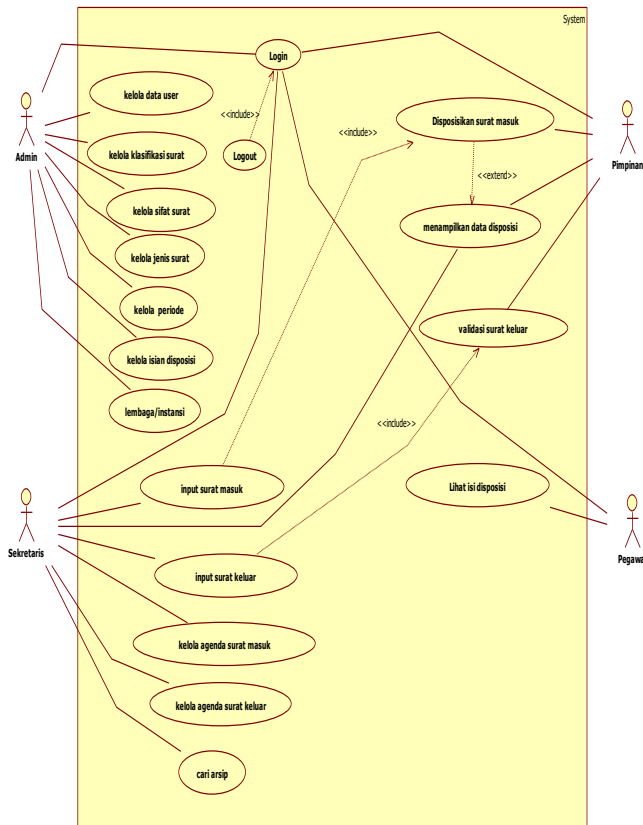 System
Login
kelola data user
<<include>>
<<include>>
Disposisikan surat masuk
Admin
kelola klasifikasi surat
Logout
Pimpinan
<<extend>>
kelola sifat surat
menampilkan data disposisi
kelola jenis surat
kelola periode
validasi surat keluar
kelola isian disposisi
lembaga/instansi
<<include>>
input surat masuk
Lihat isi disposisi
Sekretaris
Pegawa
input surat keluar
kelola agenda surat masuk
kelola agenda surat keluar
cari arsip